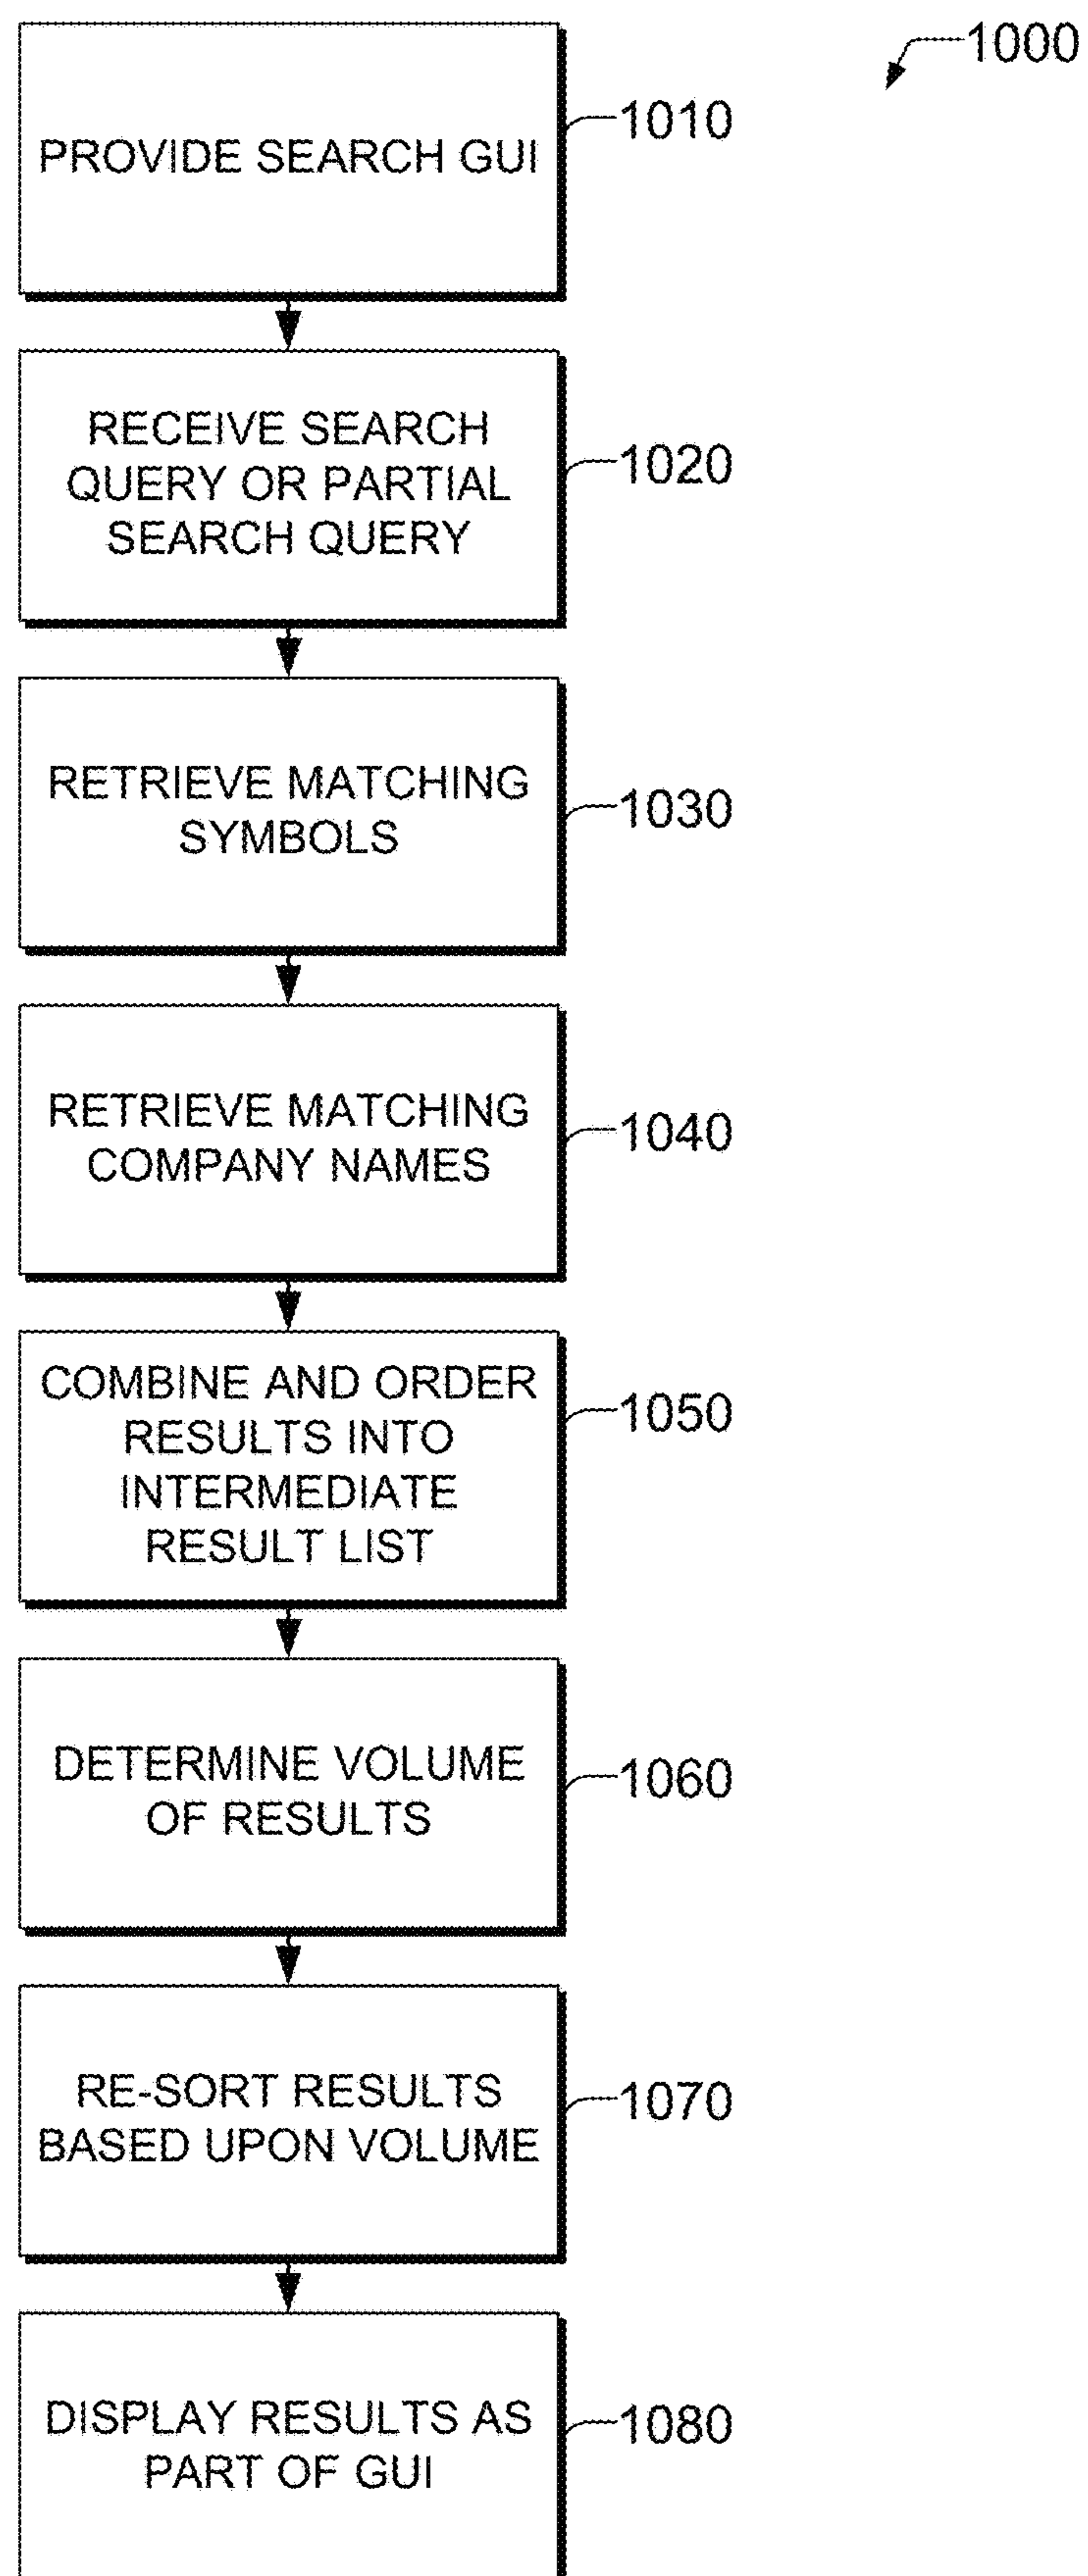 1000
PROVIDE SEARCH GUI
1010
RECEIVE SEARCH
QUERY OR PARTIAL
SEARCH QUERY
1020
RETRIEVE MATCHING
SYMBOLS
1030
RETRIEVE MATCHING
COMPANY NAMES
1040
COMBINE AND ORDER
RESULTS INTO
INTERMEDIATE
RESULT LIST
1050
DETERMINE VOLUME
OF RESULTS
1060
RE-SORT RESULTS
BASED UPON VOLUME
1070
DISPLAY RESULTS AS
PART OF GUI
1080